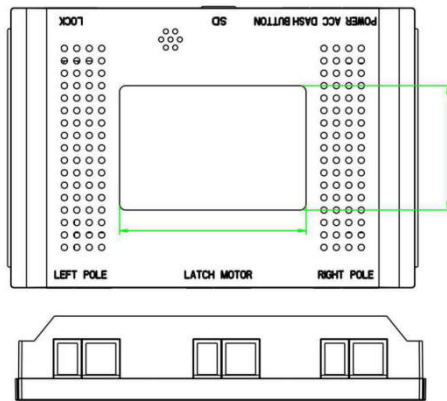 POWER ACC DASH BUTTON
SD
LOCK
LEFT POLE
LATCH MOTOR
RIGHT POLE